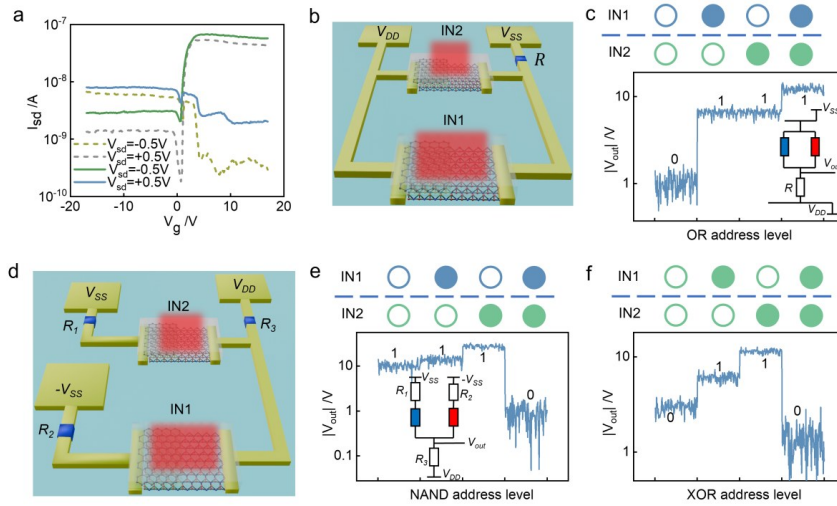 a
10⁻⁶
10⁻⁷
10⁻⁸
10⁻⁹
10⁻¹⁰
I_sd /A
V_sd=-0.5V
V_sd=+0.5V
V_sd=-0.5V
V_sd=+0.5V
-20 -10 0 10 20
V_g /V
b
IN2
V_DD
V_SS
R
IN1
c
IN1
IN2
|V_out| /V
10
1
0
1 1
1
V_SS
R
V_DD
OR address level
d
V_SS
IN2
V_DD
R_1
R_3
-V_SS
IN1
R_2
e
IN1
IN2
|V_out| /V
10
1
0.1
1 1
1
0
V_SS
-V_SS
R_1
R_2
V_out
R_3
V_DD
NAND address level
f
IN1
IN2
|V_out| /V
10
1
0
1
1
0
XOR address level